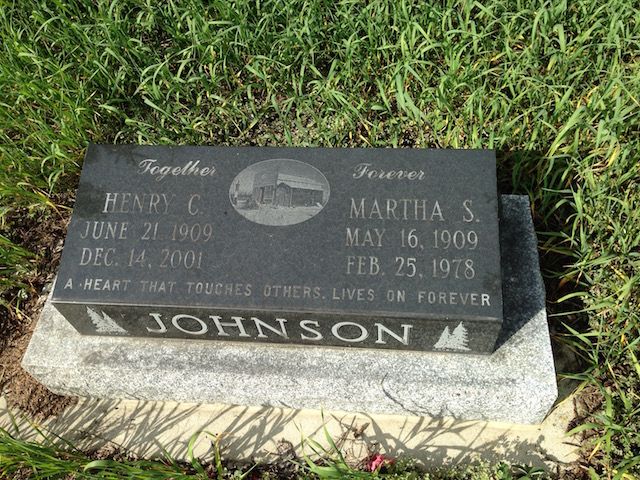 Together Forever
HENRY C. MARTHA S.
JUNE 21, 1909 MAY 16, 1909
DEC. 14, 2001 FEB. 25, 1978
A HEART THAT TOUCHES OTHERS, LIVES ON FOREVER
JOHNSON